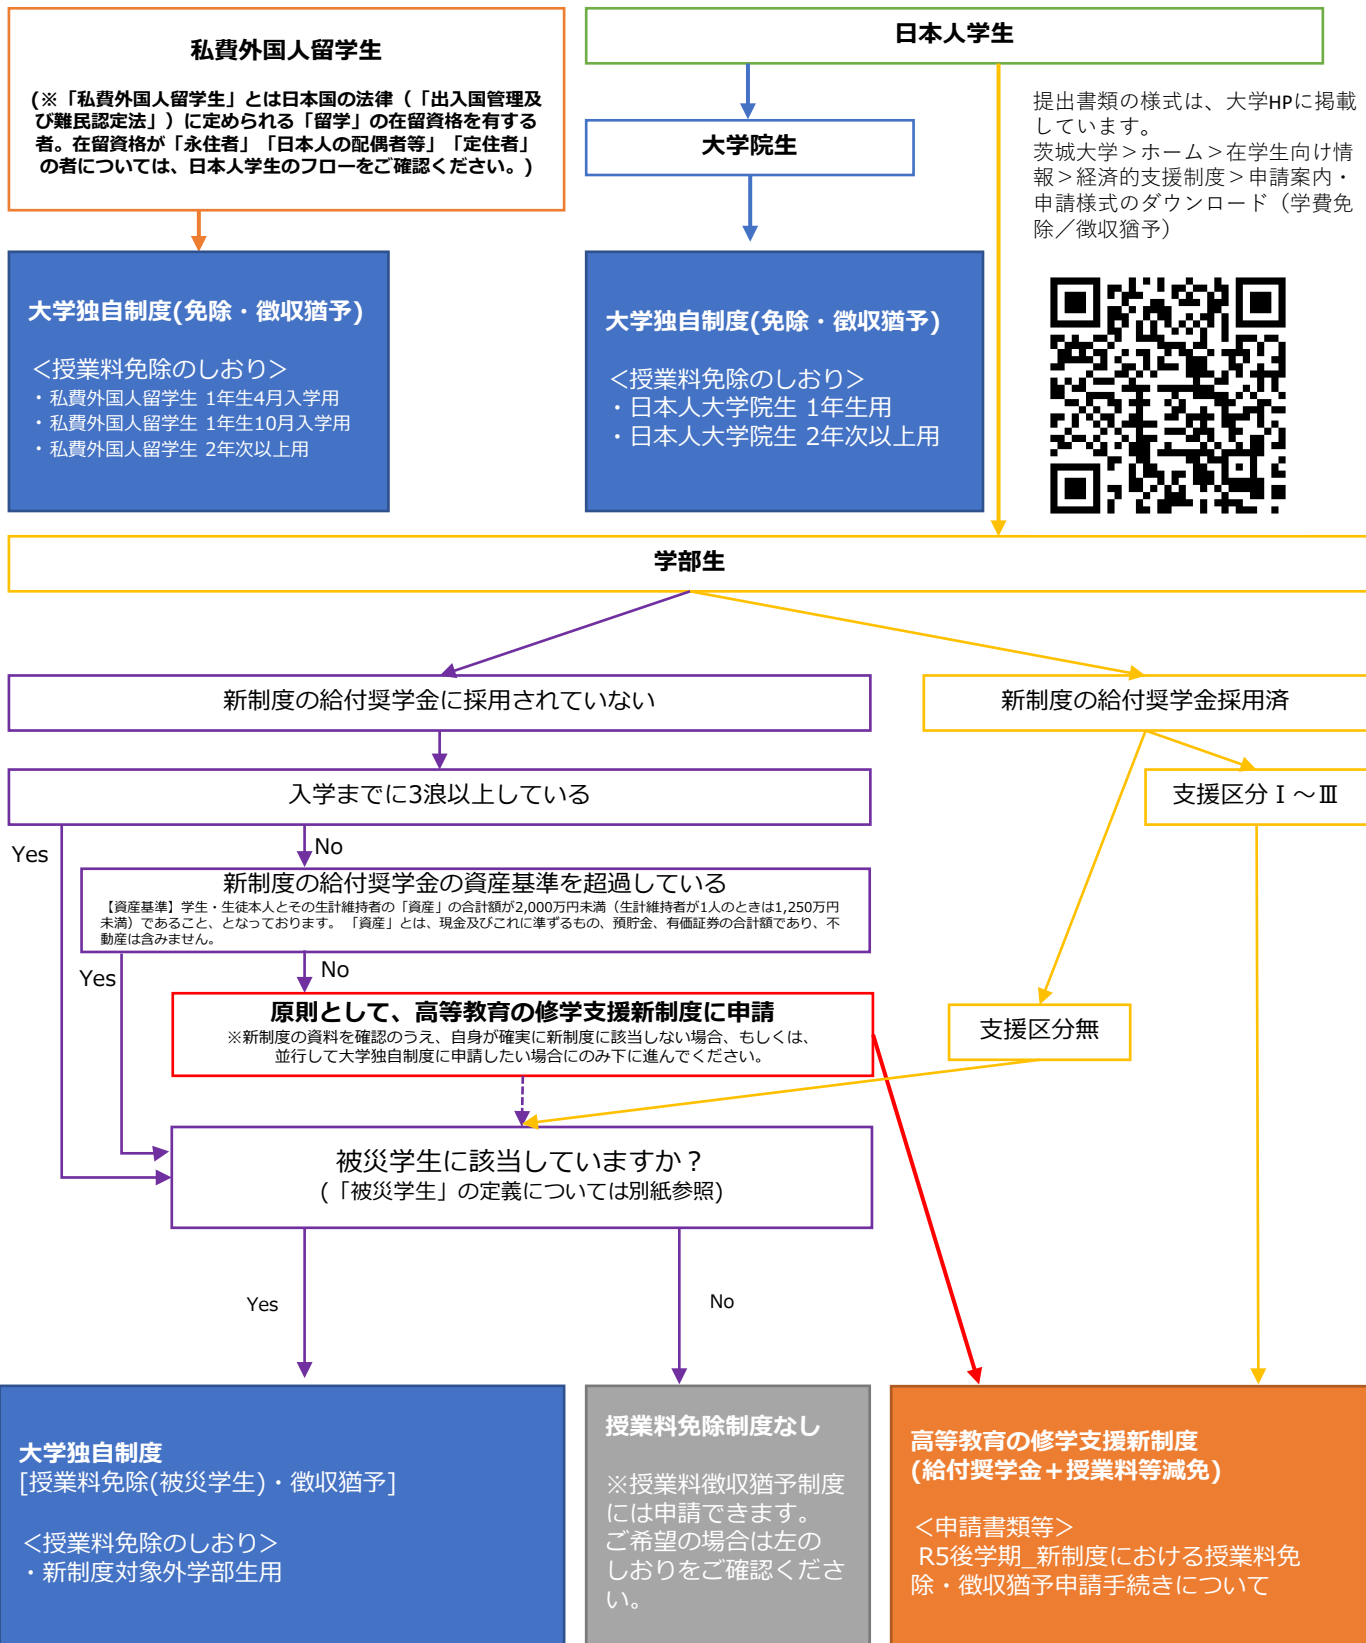 私費外国人留学生
(※「私費外国人留学生」とは日本国の法律（「出入国管理及
び難民認定法」）に定められる「留学」の在留資格を有する
者。在留資格が「永住者」「日本人の配偶者等」「定住者」
の者については、日本人学生のフローをご確認ください。)
日本人学生
大学院生
提出書類の様式は、大学HPに掲載
しています。
茨城大学＞ホーム＞在学生向け情
報＞経済的支援制度＞申請案内・
申請様式のダウンロード（学費免
除／徴収猶予）
大学独自制度(免除・徴収猶予)
＜授業料免除のしおり＞
・私費外国人留学生 1年生4月入学用
・私費外国人留学生 1年生10月入学用
・私費外国人留学生 2年次以上用
大学独自制度(免除・徴収猶予)
＜授業料免除のしおり＞
・日本人大学院生 1年生用
・日本人大学院生 2年次以上用
学部生
新制度の給付奨学金に採用されていない
新制度の給付奨学金採用済
入学までに3浪以上している
支援区分Ⅰ～Ⅲ
Yes
No
新制度の給付奨学金の資産基準を超過している
【資産基準】学生・生徒本人とその生計維持者の「資産」の合計額が2,000万円未満（生計維持者が1人のときは1,250万円
未満）であること、となっております。「資産」とは、現金及びこれに準ずるもの、預貯金、有価証券の合計額であり、不
動産は含みません。
Yes
No
原則として、高等教育の修学支援新制度に申請
※新制度の資料を確認のうえ、自身が確実に新制度に該当しない場合、もしくは、
並行して大学独自制度に申請したい場合にのみ下に進んでください。
支援区分無
被災学生に該当していますか？
(「被災学生」の定義については別紙参照)
Yes
No
大学独自制度
[授業料免除(被災学生)・徴収猶予]
＜授業料免除のしおり＞
・新制度対象外学部生用
授業料免除制度なし
※授業料徴収猶予制度
には申請できます。
ご希望の場合は左の
しおりをご確認くださ
い。
高等教育の修学支援新制度
(給付奨学金＋授業料等減免)
＜申請書類等＞
R5後学期_新制度における授業料免
除・徴収猶予申請手続きについて